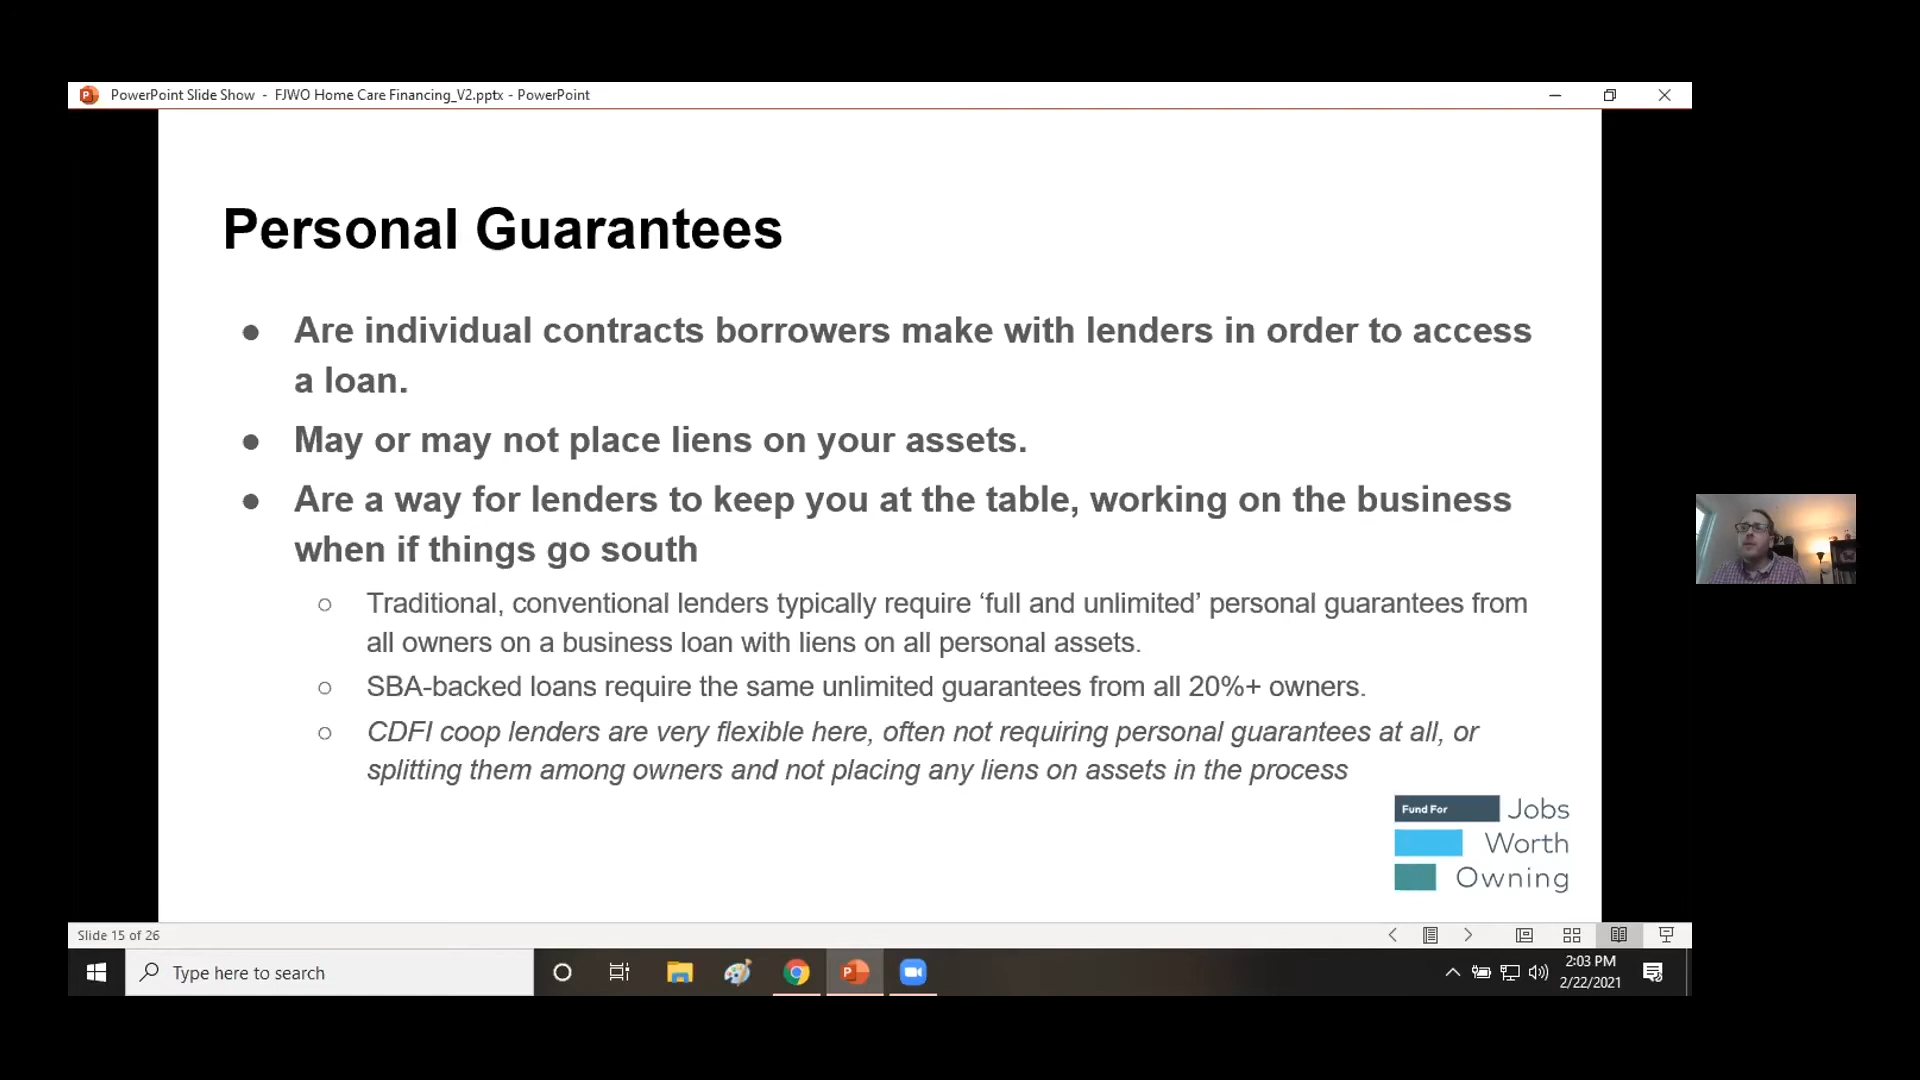 PowerPoint Slide Show - FJWO Home Care Financing_V2.pptx - PowerPoint
Personal Guarantees
● Are individual contracts borrowers make with lenders in order to access
a loan.
● May or may not place liens on your assets.
● Are a way for lenders to keep you at the table, working on the business
when if things go south
○ Traditional, conventional lenders typically require ‘full and unlimited’ personal guarantees from
all owners on a business loan with liens on all personal assets.
○ SBA-backed loans require the same unlimited guarantees from all 20%+ owners.
○ CDFI coop lenders are very flexible here, often not requiring personal guarantees at all, or
splitting them among owners and not placing any liens on assets in the process
Fund For Jobs
Worth
Owning
Slide 15 of 26
Type here to search
2:03 PM
2/22/2021